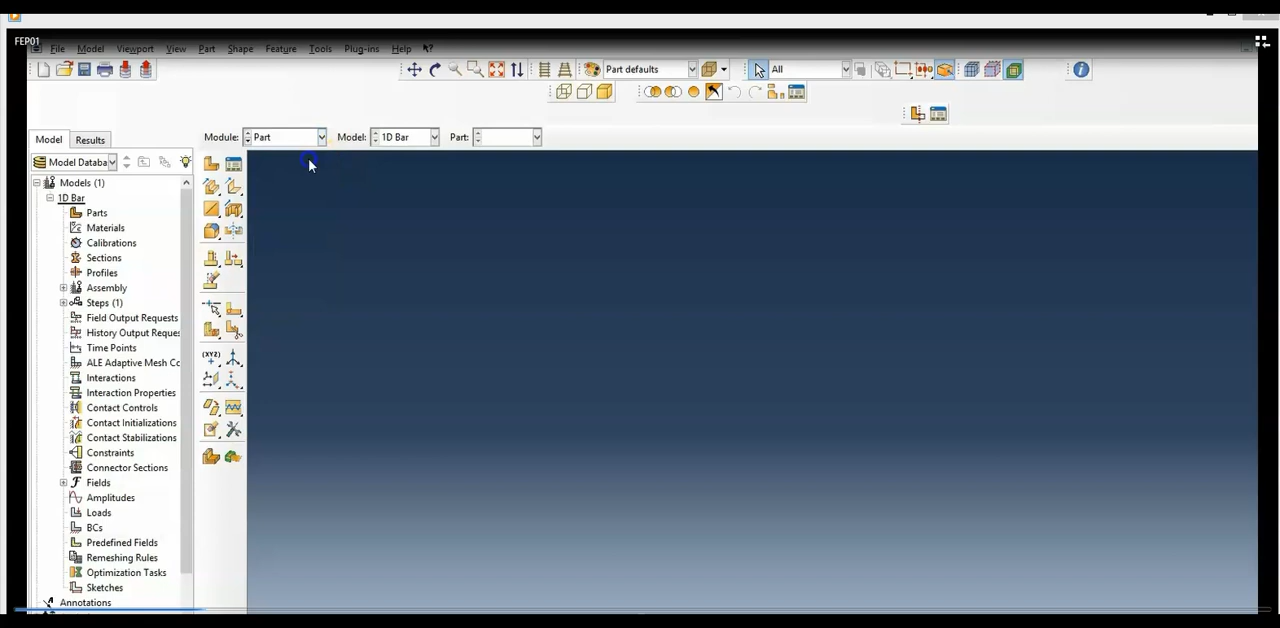 FEP01
File Model Viewport View Part Shape Feature Tools Plug-ins Help
Part defaults All
Module: Part Model: 1D Bar Part:
Model Results
Model Databa
Models (1)
1D Bar
Parts
Materials
Calibrations
Sections
Profiles
Assembly
Steps (1)
Field Output Requests
History Output Reques
Time Points
ALE Adaptive Mesh Co
Interactions
Interaction Properties
Contact Controls
Contact Initializations
Contact Stabilizations
Constraints
Connector Sections
Fields
Amplitudes
Loads
BCs
Predefined Fields
Remeshing Rules
Optimization Tasks
Sketches
Annotations
(XYZ)